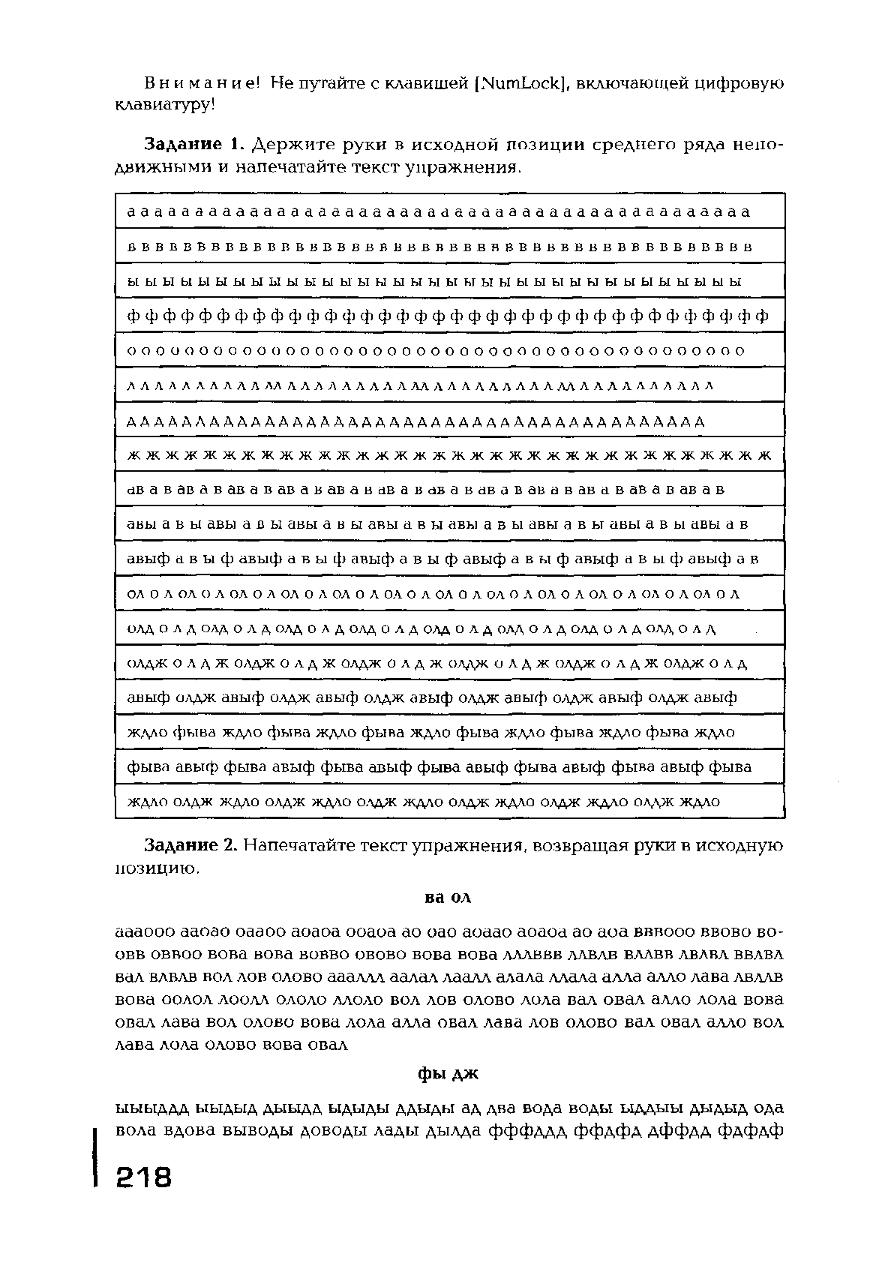 Внимание! Не путайте с клавишей [NumLock], включающей цифровую
клавиатуру!
Задание 1. Держите руки в исходной позиции среднего ряда непо-
движными и напечатайте текст упражнения.
а а а а а а а а а а а а а а а а а а а а а а а а а а а а а а а а а а а а а а а а а а а а а а
в в в в в в в в в в в в в в в в в в в в в в в в в в в в в в в в в в в в в в в в в в в в в
ы ы ы ы ы ы ы ы ы ы ы ы ы ы ы ы ы ы ы ы ы ы ы ы ы ы ы ы ы ы ы ы ы ы ы
ф ф ф ф ф ф ф ф ф ф ф ф ф ф ф ф ф ф ф ф ф ф ф ф ф ф ф ф ф ф ф ф ф ф ф ф
о о о о о о о о о о о о о о о о о о о о о о о о о о о о о о о о о о о о о о о о о о о
л л л л л л л л л л лл л л л л л л л л л лл л л л л л л л л л лл л л л л л л л л л л
д д д д д д д д д д д д д д д д д д д д д д д д д д д д д д д д д д д д д д д д д д
ж ж ж ж ж ж ж ж ж ж ж ж ж ж ж ж ж ж ж ж ж ж ж ж ж ж ж ж ж ж ж ж ж ж
ав а в ав а в ав а в ав а в ав а в ав а в ав а в ав а в ав а в ав а в ав а в ав а в
авы а в ы авы а в ы авы а в ы авы а в ы авы а в ы авы а в ы авы а в ы авы а в
авыф а в ы ф авыф а в ы ф авыф а в ы ф авыф а в ы ф авыф а в ы ф авыф а в
ол о л ол о л ол о л ол о л ол о л ол о л ол о л ол о л ол о л ол о л ол о л ол о л
олд о л д олд о л д олд о л д олд о л д олд о л д олд о л д олд о л д олд о л д
олдж о л д ж олдж о л д ж олдж о л д ж олдж о л д ж олдж о л д ж олдж о л д
авыф олдж авыф олдж авыф олдж авыф олдж авыф олдж авыф олдж авыф
ждло фыва ждло фыва ждло фыва ждло фыва ждло фыва ждло фыва ждло
фыва авыф фыва авыф фыва авыф фыва авыф фыва авыф фыва авыф фыва
ждло олдж ждло олдж ждло олдж ждло олдж ждло олдж ждло олдж ждло
Задание 2. Напечатайте текст упражнения, возвращая руки в исходную
позицию.
ва ол
аааооо ааоао оааоо аоаоа ооаоа ао оао аоаао аоаоа ао аоа вввооо ввово во-
овв оввоо вова вова вовво овово вова вова лллввв ллвлв влавв лвлвл ввлвл
вал влвлв вол лов олово аааллл аалал лаалл алала ллала алла алло лава лвллв
вова оолол лоолл ололо ллоло вол лов олово лола вал овал алло лола вова
овал лава вол олово вова лола алла овал лава лов олово вал овал алло вол
лава лола олово вова овал
фы дж
ыыыддд ыыдыд дыыдд ыдыды ддыды ад два вода воды ыддыы дыдыд ода
вола вдова выводы доводы лады дылда фффддд ффдфд дффдд фдфдф
218